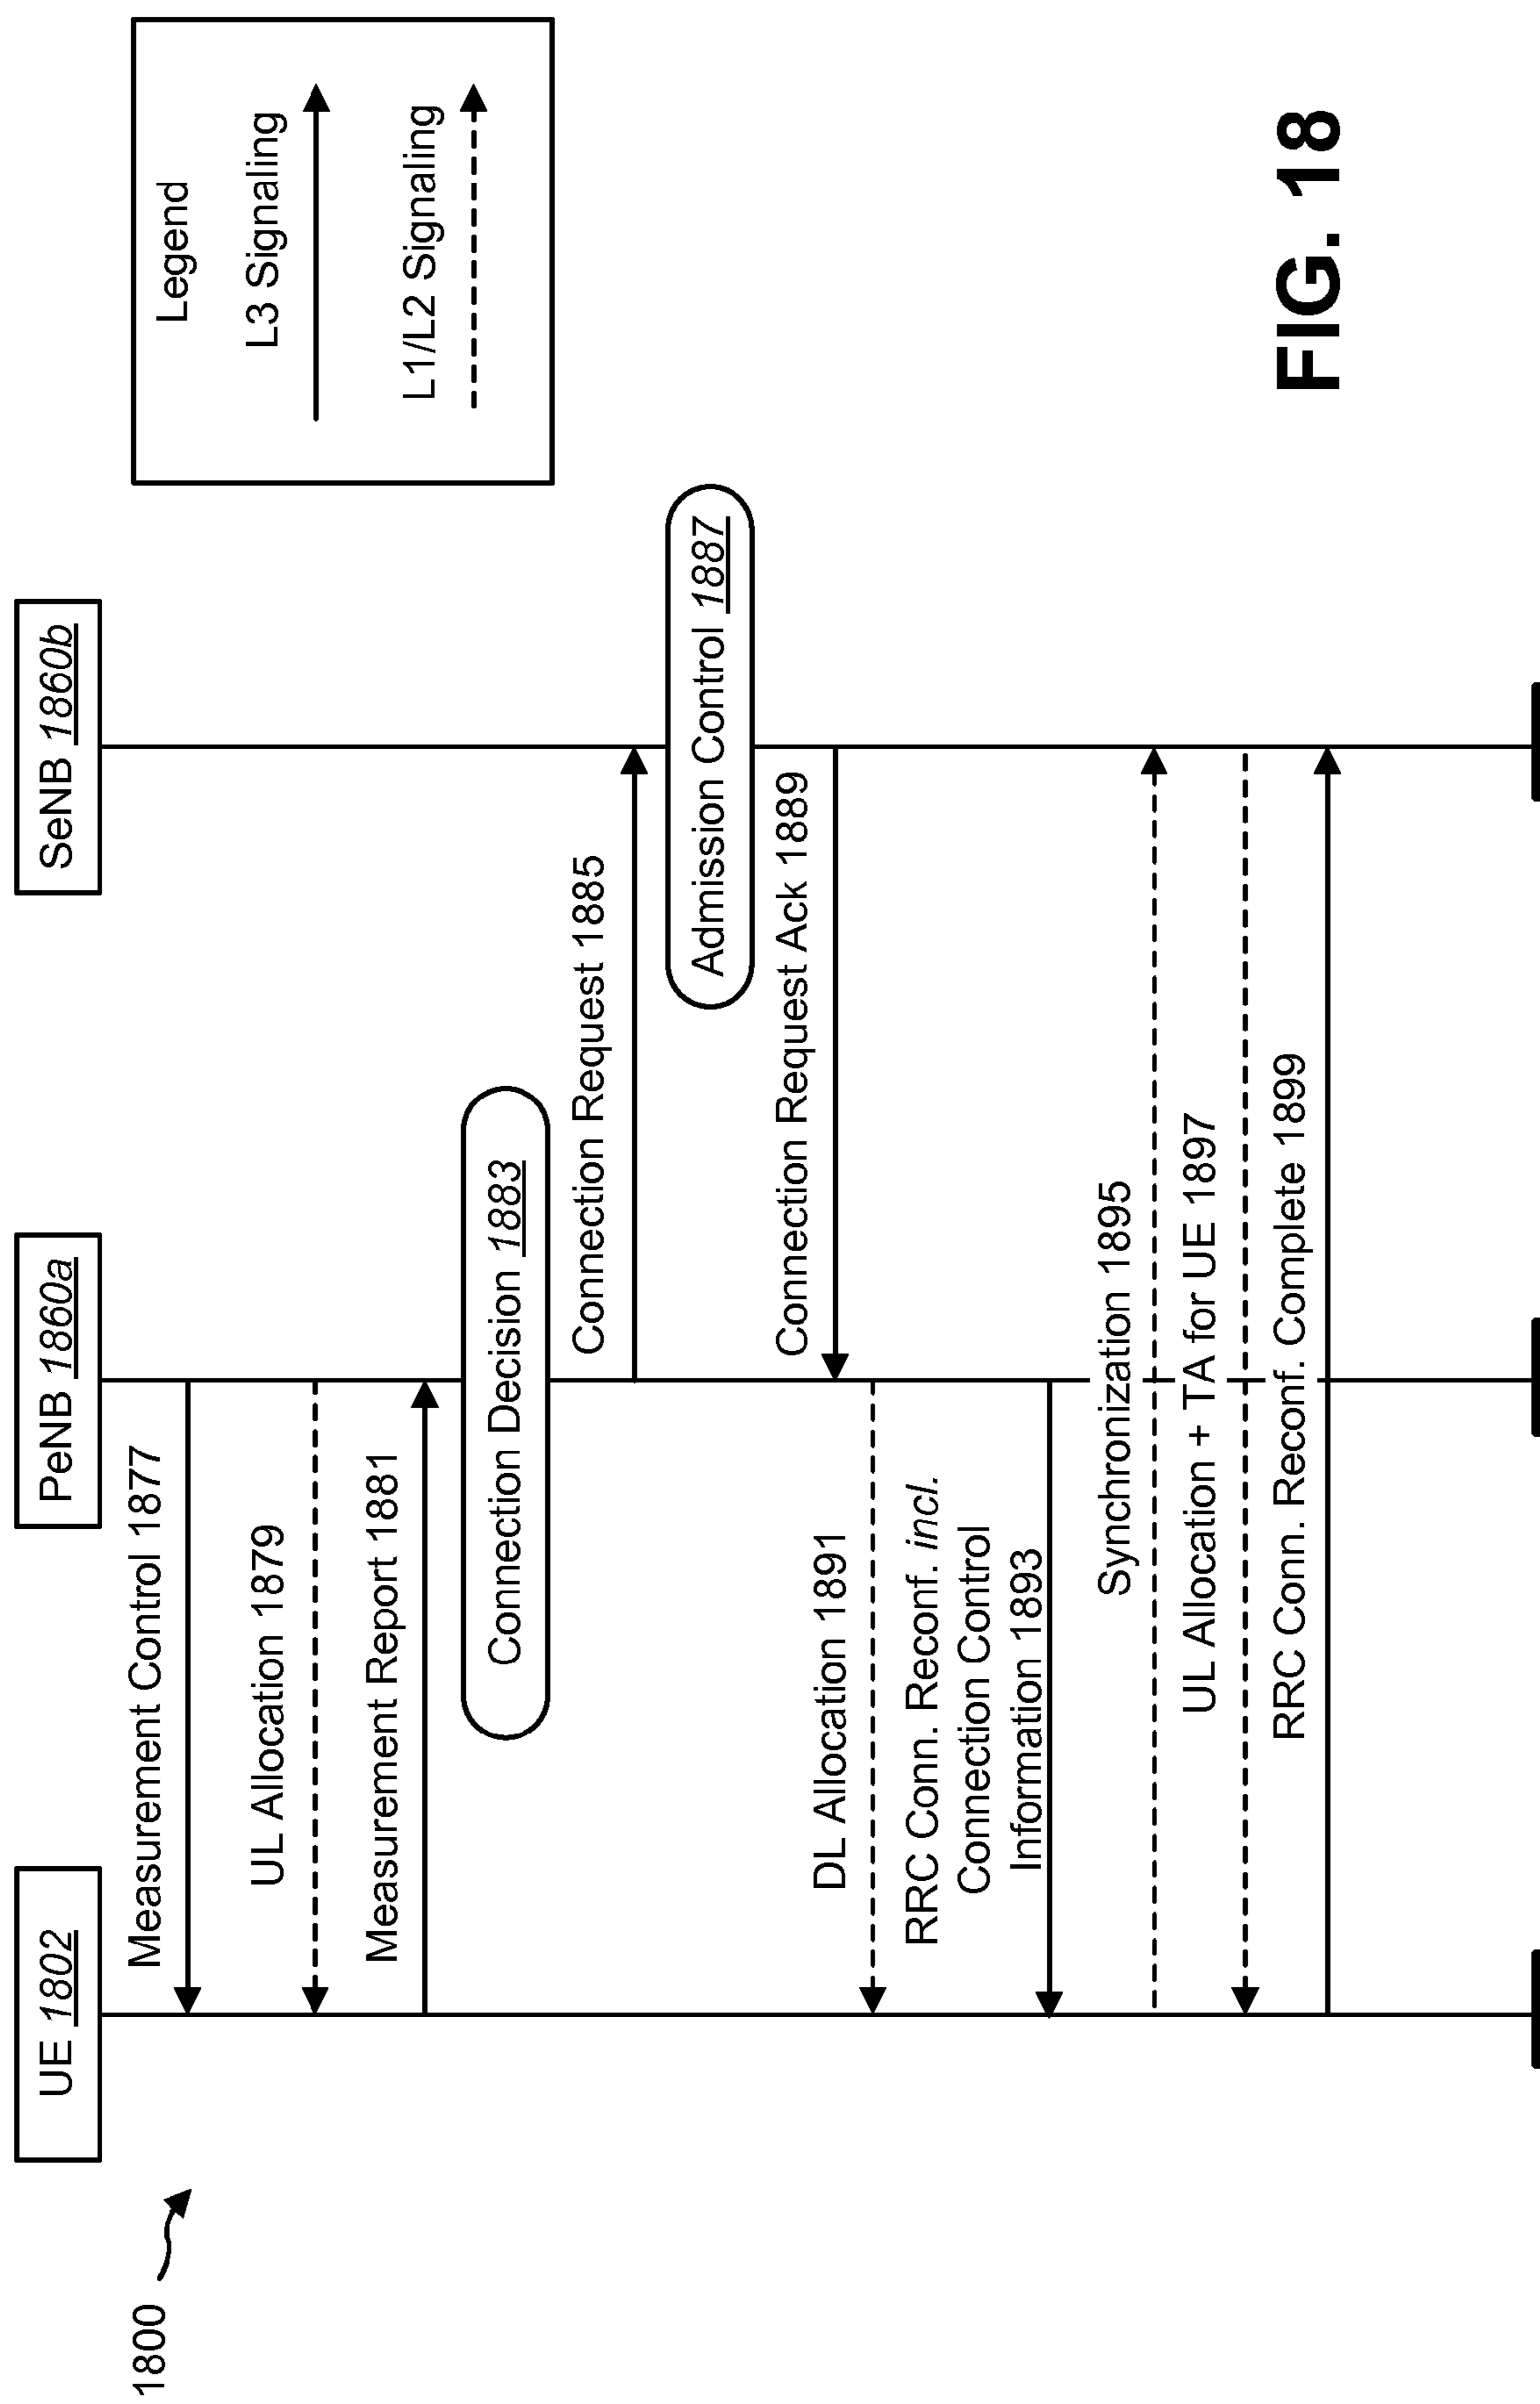 1800
UE 1802
PeNB 1860a
SeNB 1860b
Legend
L3 Signaling
L1/L2 Signaling
Measurement Control 1877
UL Allocation 1879
Measurement Report 1881
Connection Decision 1883
Connection Request 1885
Admission Control 1887
Connection Request Ack 1889
DL Allocation 1891
RRC Conn. Reconf. incl.
Connection Control
Information 1893
Synchronization 1895
UL Allocation + TA for UE 1897
RRC Conn. Reconf. Complete 1899
FIG. 18